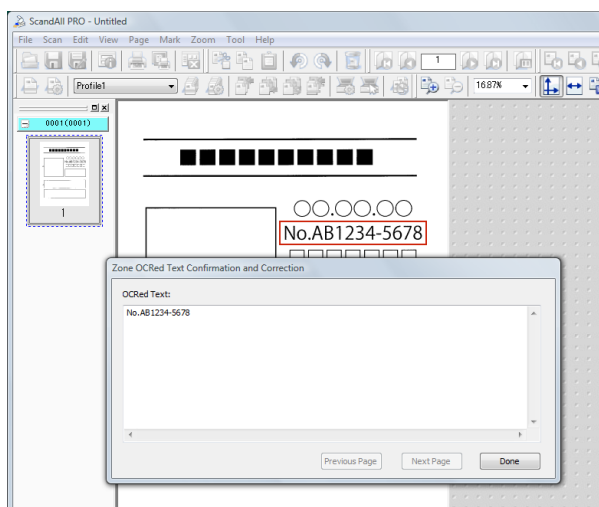 ScandAll PRO - Untitled
File Scan Edit View Page Mark Zoom Tool Help
1
Profile1
16.87%
0001(0001)
1
No.AB1234-5678
Zone OCRed Text Confirmation and Correction
OCRed Text:
No.AB1234-5678
Previous Page Next Page Done